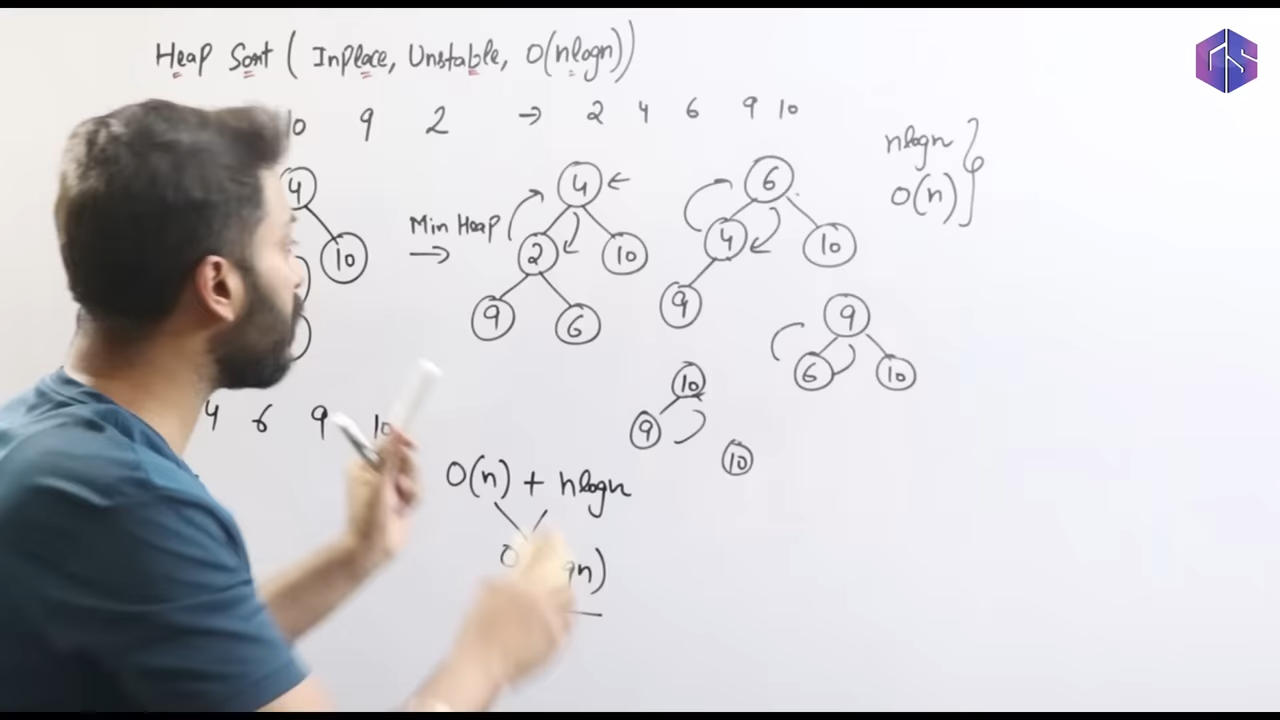 Heap Sort ( Inplace, Unstable, O(nlogn))
10 9 2 → 2 4 6 9 10
nlogn
O(n)
4
10
Min Heap
→
4 ←
2 10
9 6
6
4 10
9
9
6 10
10
9
10
4 6 9 10
O(n) + nlogn
GS